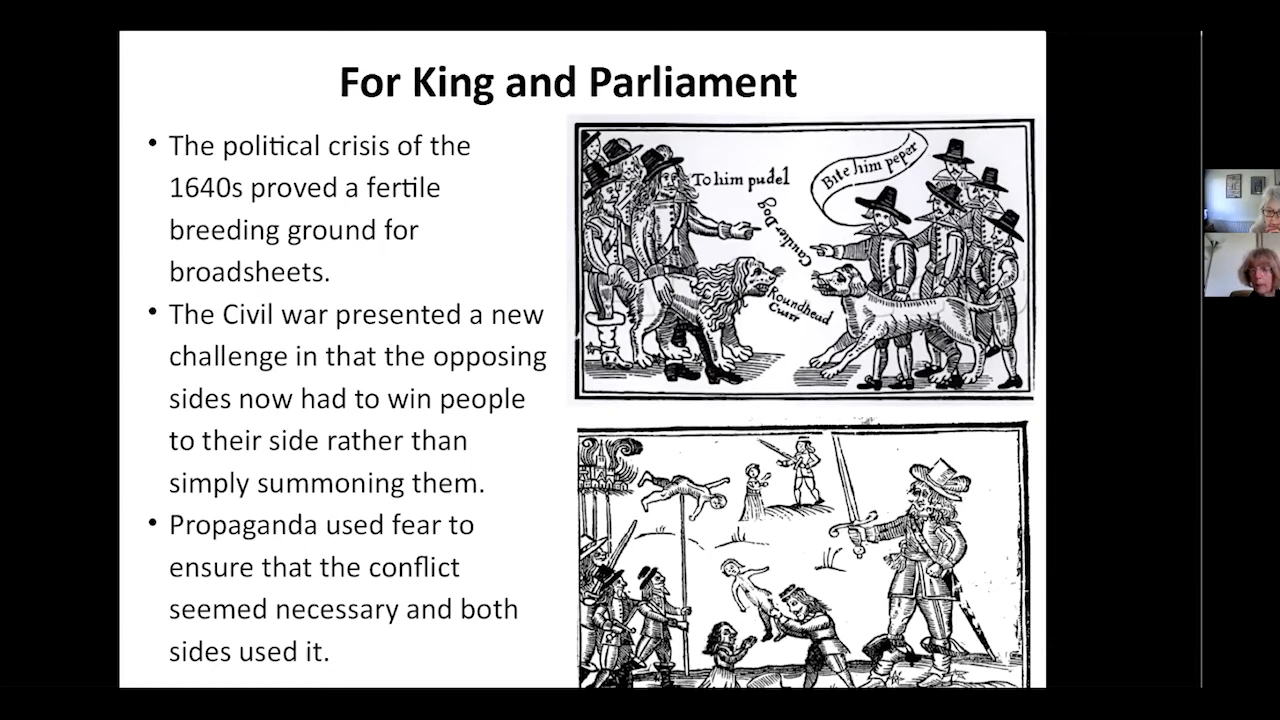 For King and Parliament
• The political crisis of the
1640s proved a fertile
breeding ground for
broadsheets.
• The Civil war presented a new
challenge in that the opposing
sides now had to win people
to their side rather than
simply summoning them.
• Propaganda used fear to
ensure that the conflict
seemed necessary and both
sides used it.
To him pudel
Bite him peper
Cavalier Dog
Roundhead
Curr